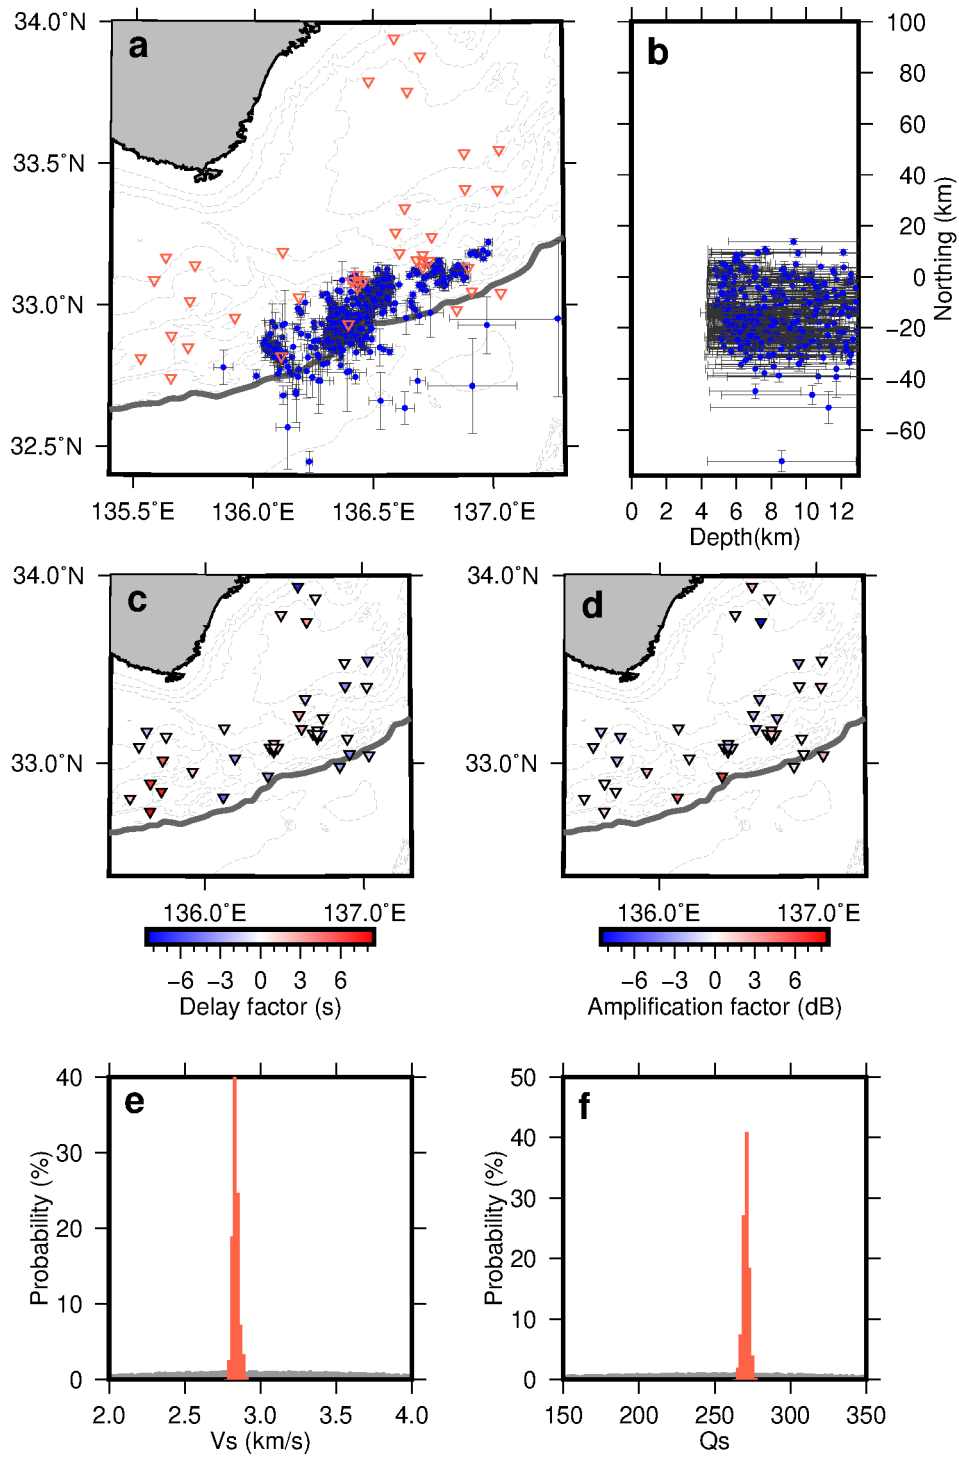 a
34.0°N
33.5°N
33.0°N
32.5°N
135.5°E 136.0°E 136.5°E 137.0°E
b
100
80
60
40
20
0
−20
−40
−60
Northing (km)
0 2 4 6 8 10 12
Depth(km)
c
34.0°N
33.0°N
136.0°E 137.0°E
−6 −3 0 3 6
Delay factor (s)
d
34.0°N
33.0°N
136.0°E 137.0°E
−6 −3 0 3 6
Amplification factor (dB)
e
40
30
20
10
0
Probability (%)
2.0 2.5 3.0 3.5 4.0
Vs (km/s)
f
50
40
30
20
10
0
Probability (%)
150 200 250 300 350
Qs